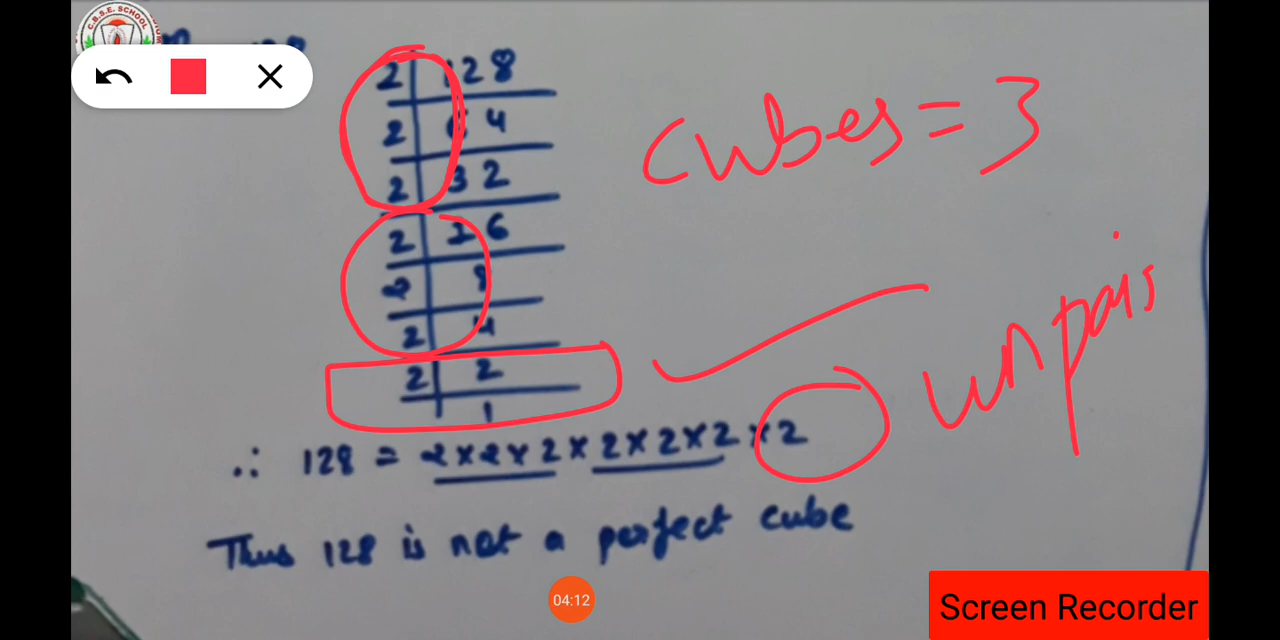 C.B.S.E. SCHOOL
2 128
2 64
2 32
2 16
2 8
2 4
2 2
1
cubes = 3
unpair
∴ 128 = 2×2×2×2×2×2×2
Thus 128 is not a perfect cube
04:12
Screen Recorder